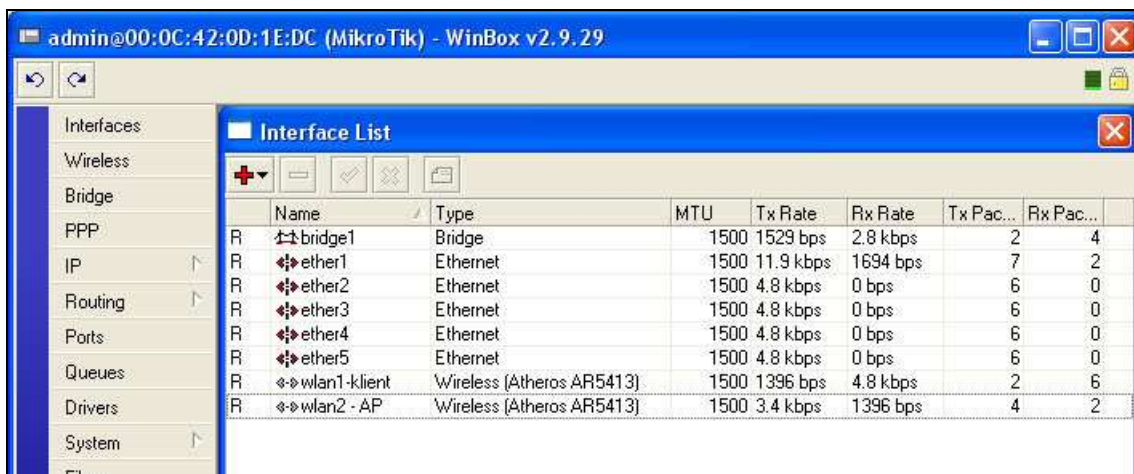 admin@00:0C:42:0D:1E:DC (MikroTik) - WinBox v2.9.29
Interfaces
Wireless
Bridge
PPP
IP
Routing
Ports
Queues
Drivers
System
Interface List
Name Type MTU Tx Rate Rx Rate Tx Pac... Rx Pac...
R bridge1 Bridge 1500 1529 bps 2.8 kbps 2 4
R ether1 Ethernet 1500 11.9 kbps 1694 bps 7 2
R ether2 Ethernet 1500 4.8 kbps 0 bps 6 0
R ether3 Ethernet 1500 4.8 kbps 0 bps 6 0
R ether4 Ethernet 1500 4.8 kbps 0 bps 6 0
R ether5 Ethernet 1500 4.8 kbps 0 bps 6 0
R wlan1-klient Wireless (Atheros AR5413) 1500 1396 bps 4.8 kbps 2 6
R wlan2 - AP Wireless (Atheros AR5413) 1500 3.4 kbps 1396 bps 4 2